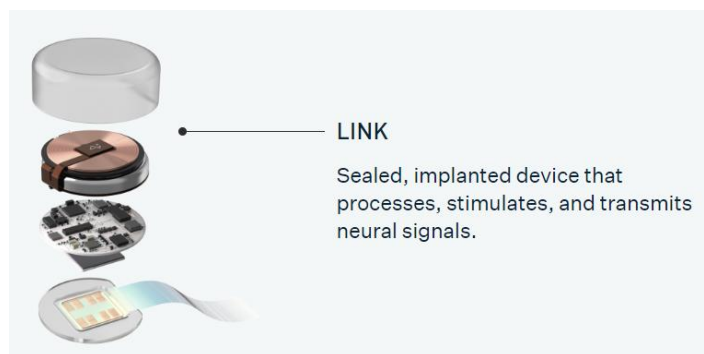 LINK
Sealed, implanted device that
processes, stimulates, and transmits
neural signals.